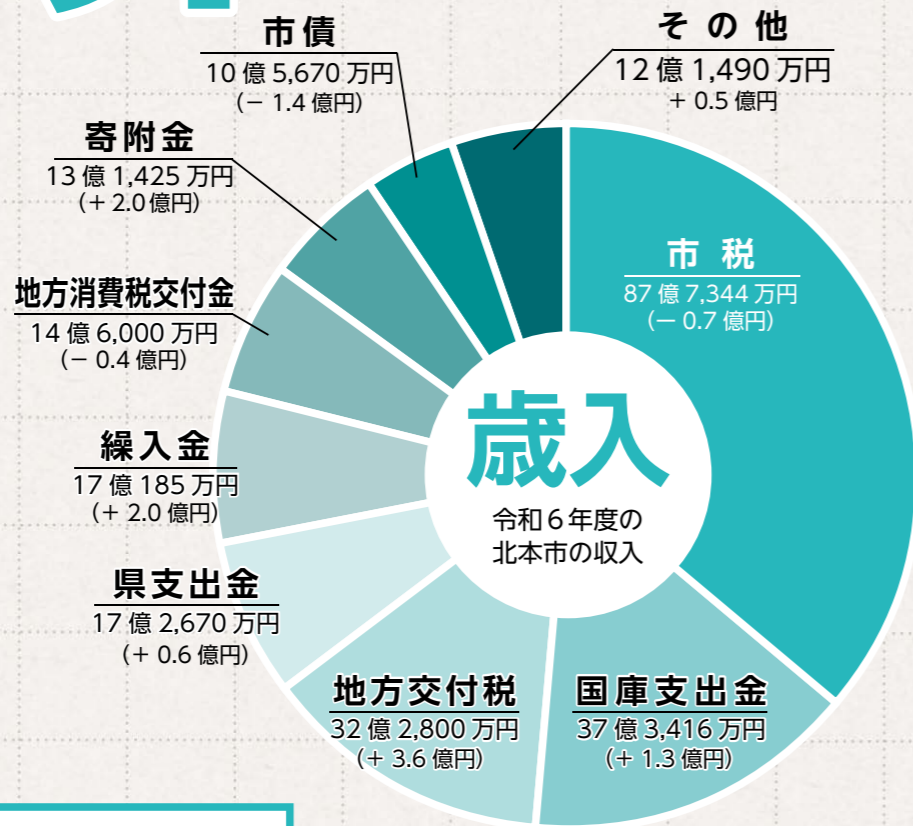 市債
10億5,670万円
（－1.4億円）
その他
12億1,490万円
＋0.5億円
寄附金
13億1,425万円
（＋2.0億円）
市税
87億7,344万円
（－0.7億円）
地方消費税交付金
14億6,000万円
（－0.4億円）
歳入
令和6年度の
北本市の収入
繰入金
17億185万円
（＋2.0億円）
県支出金
17億2,670万円
（＋0.6億円）
地方交付税
32億2,800万円
（＋3.6億円）
国庫支出金
37億3,416万円
（＋1.3億円）